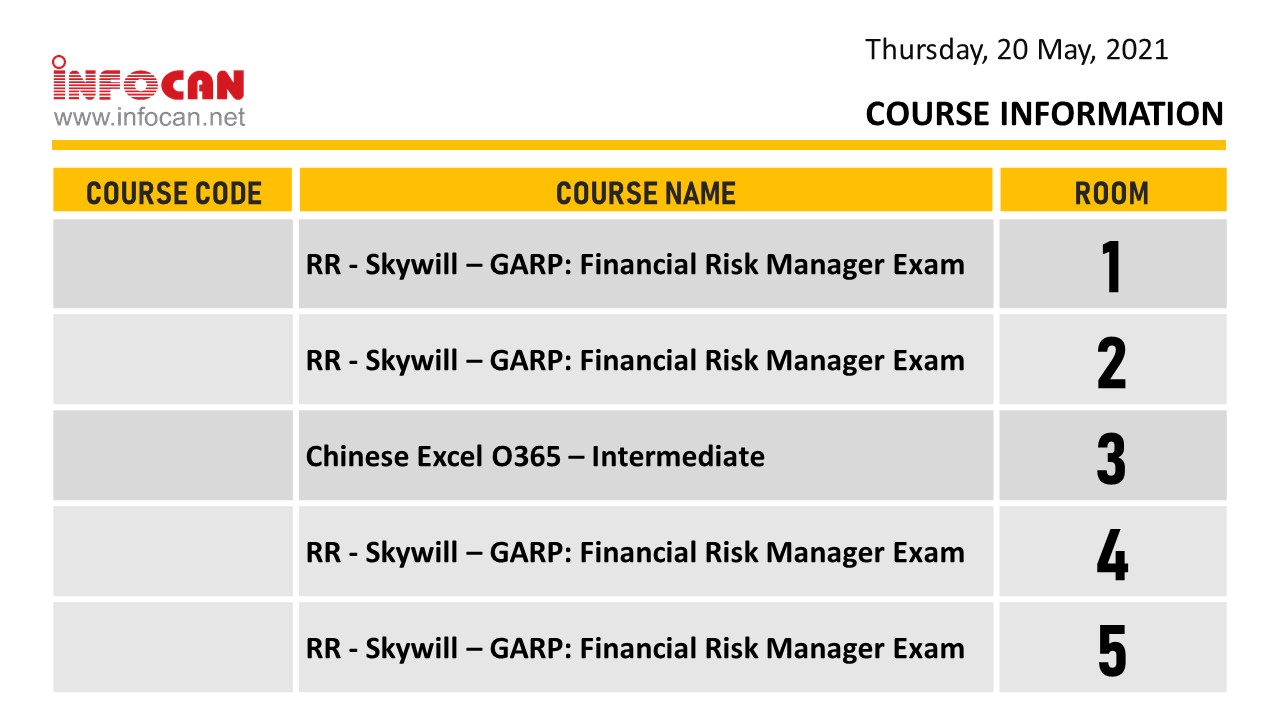 Thursday, 20 May, 2021
iNFOCAN
www.infocan.net
COURSE INFORMATION
COURSE CODE COURSE NAME ROOM
RR - Skywill – GARP: Financial Risk Manager Exam 1
RR - Skywill – GARP: Financial Risk Manager Exam 2
Chinese Excel O365 – Intermediate 3
RR - Skywill – GARP: Financial Risk Manager Exam 4
RR - Skywill – GARP: Financial Risk Manager Exam 5